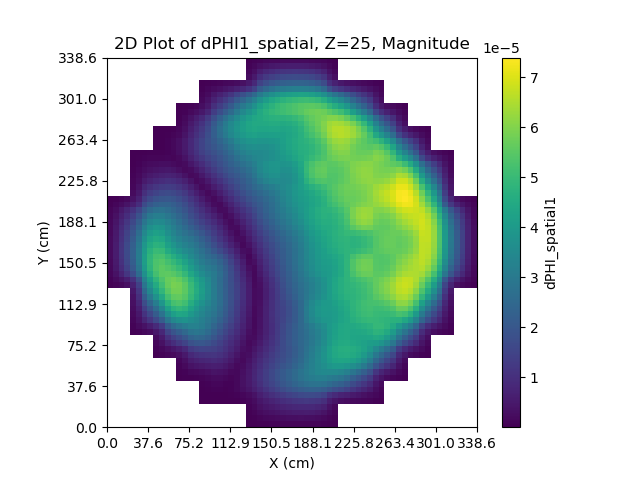 2D Plot of dPHI1_spatial, Z=25, Magnitude
1e−5
338.6
301.0
263.4
225.8
188.1
150.5
112.9
75.2
37.6
0.0
Y (cm)
0.0 37.6 75.2 112.9 150.5 188.1 225.8 263.4 301.0 338.6
X (cm)
7
6
5
4
3
2
1
dPHI_spatial1